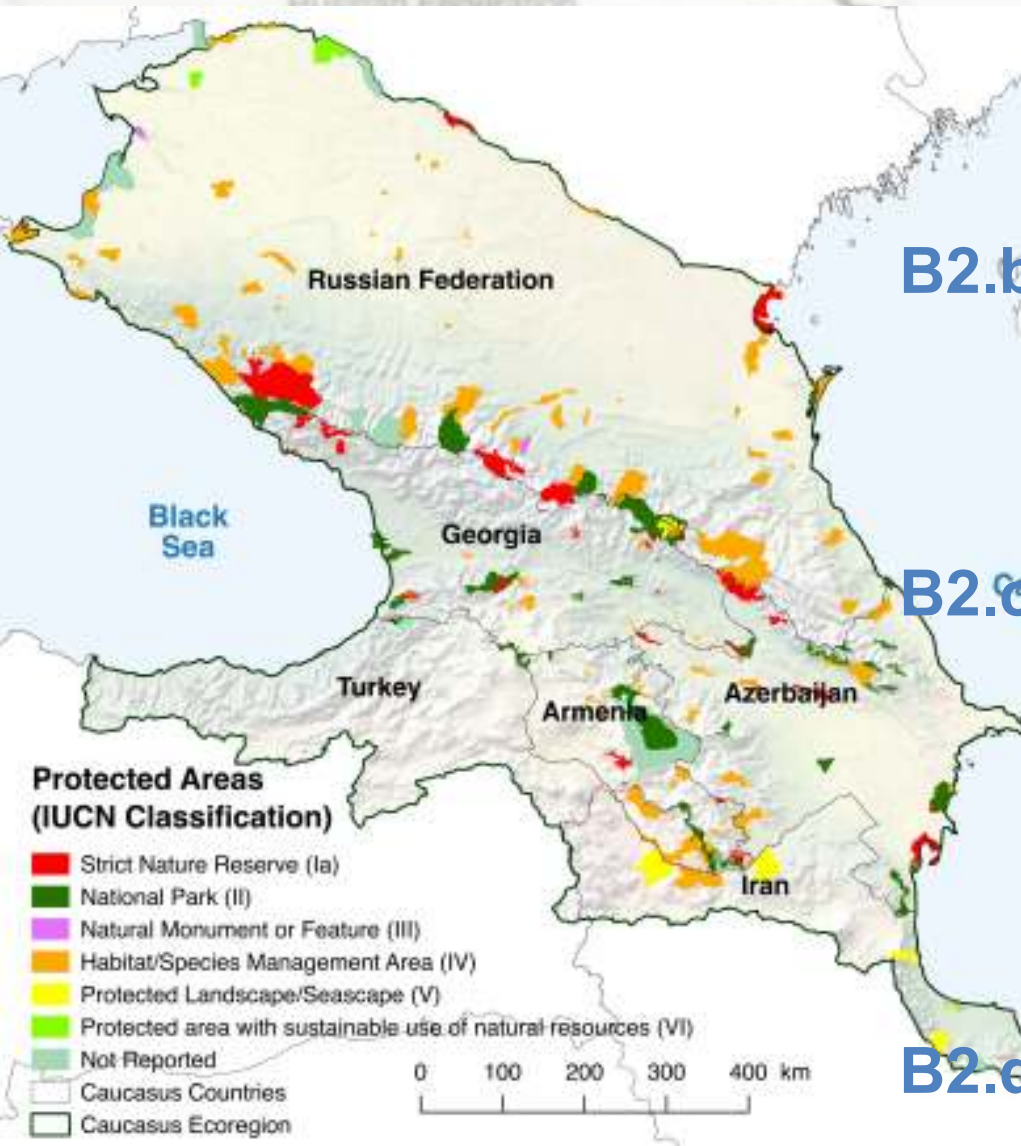 Russian Federation
B2.b
Black
Sea
Georgia
B2.c
Turkey
Armenia
Azerbaijan
Protected Areas
(IUCN Classification)
Strict Nature Reserve (Ia)
National Park (II)
Iran
Natural Monument or Feature (III)
Habitat/Species Management Area (IV)
Protected Landscape/Seascape (V)
Protected area with sustainable use of natural resources (VI)
Not Reported
0 100 200 300 400 km
Caucasus Countries
Caucasus Ecoregion